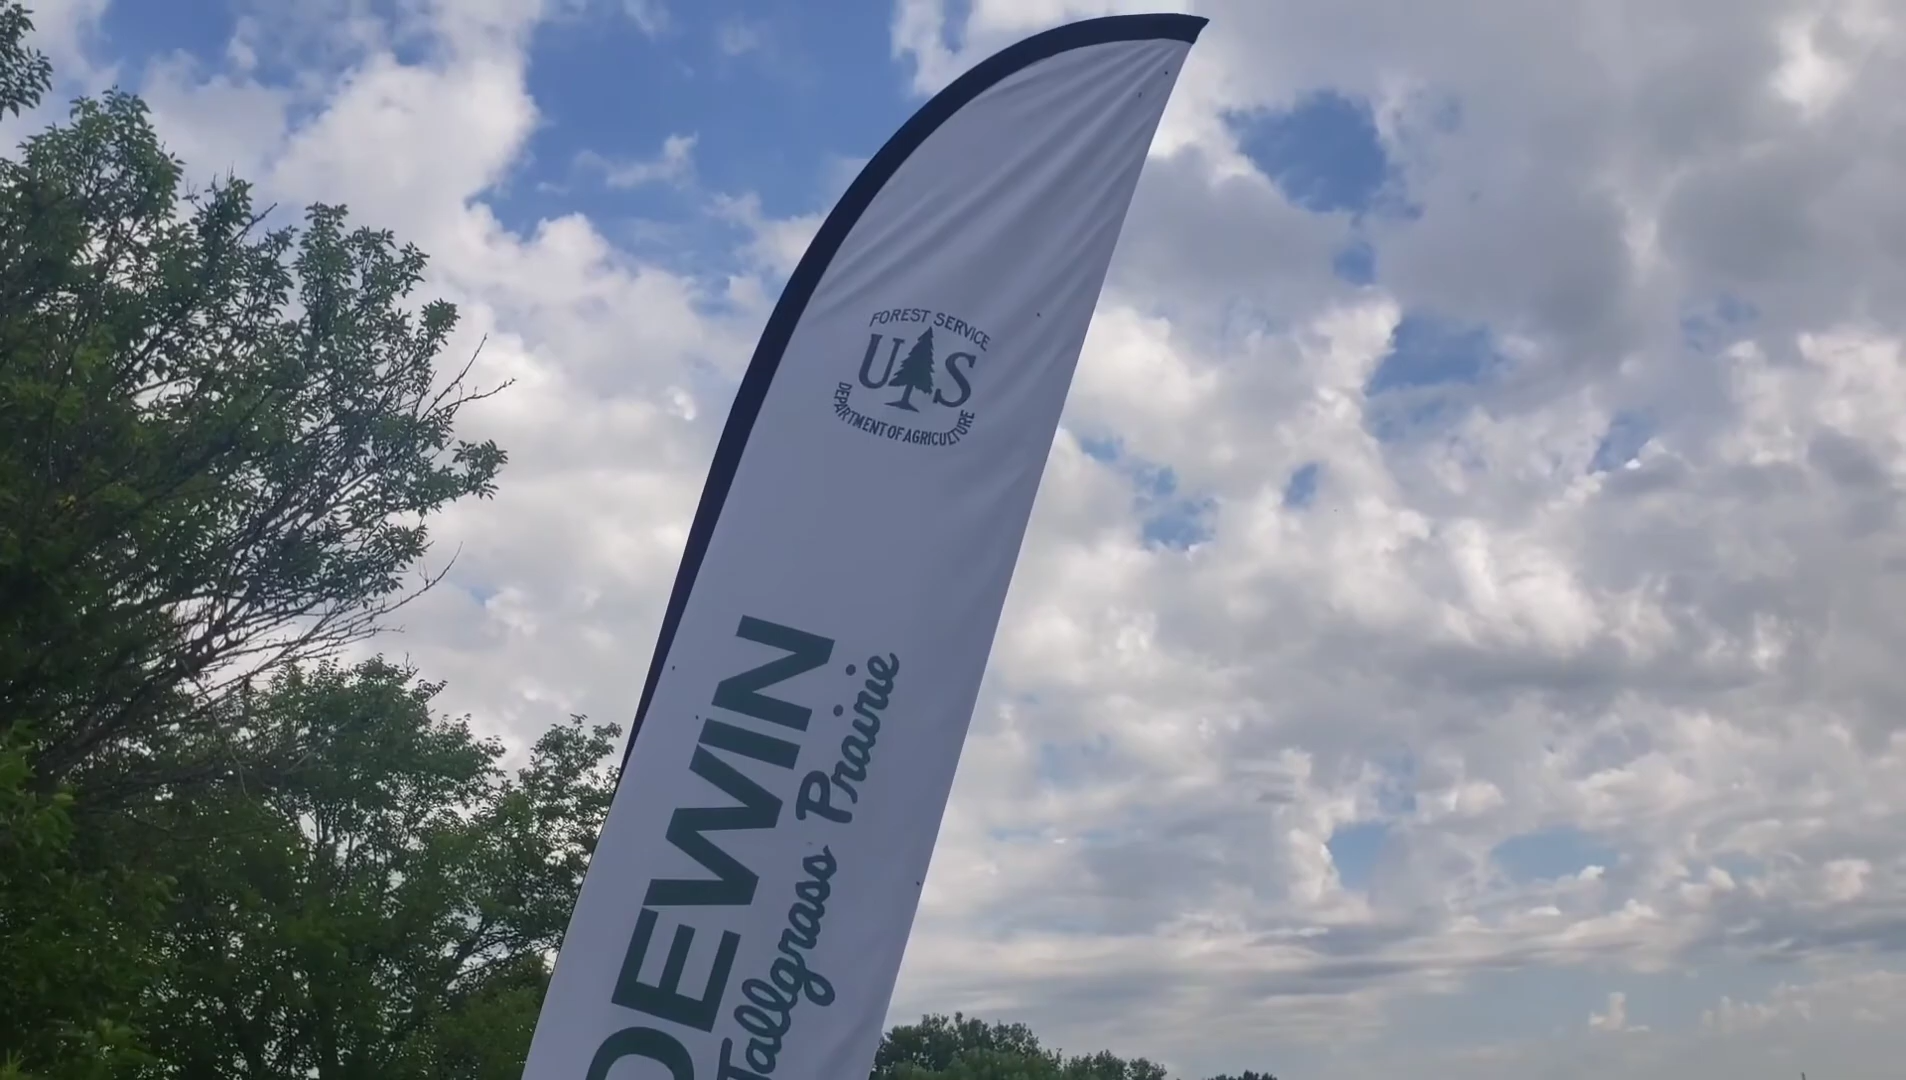 FOREST SERVICE
U S
DEPARTMENT OF AGRICULTURE
DEWIN
Tallgrass Prairie